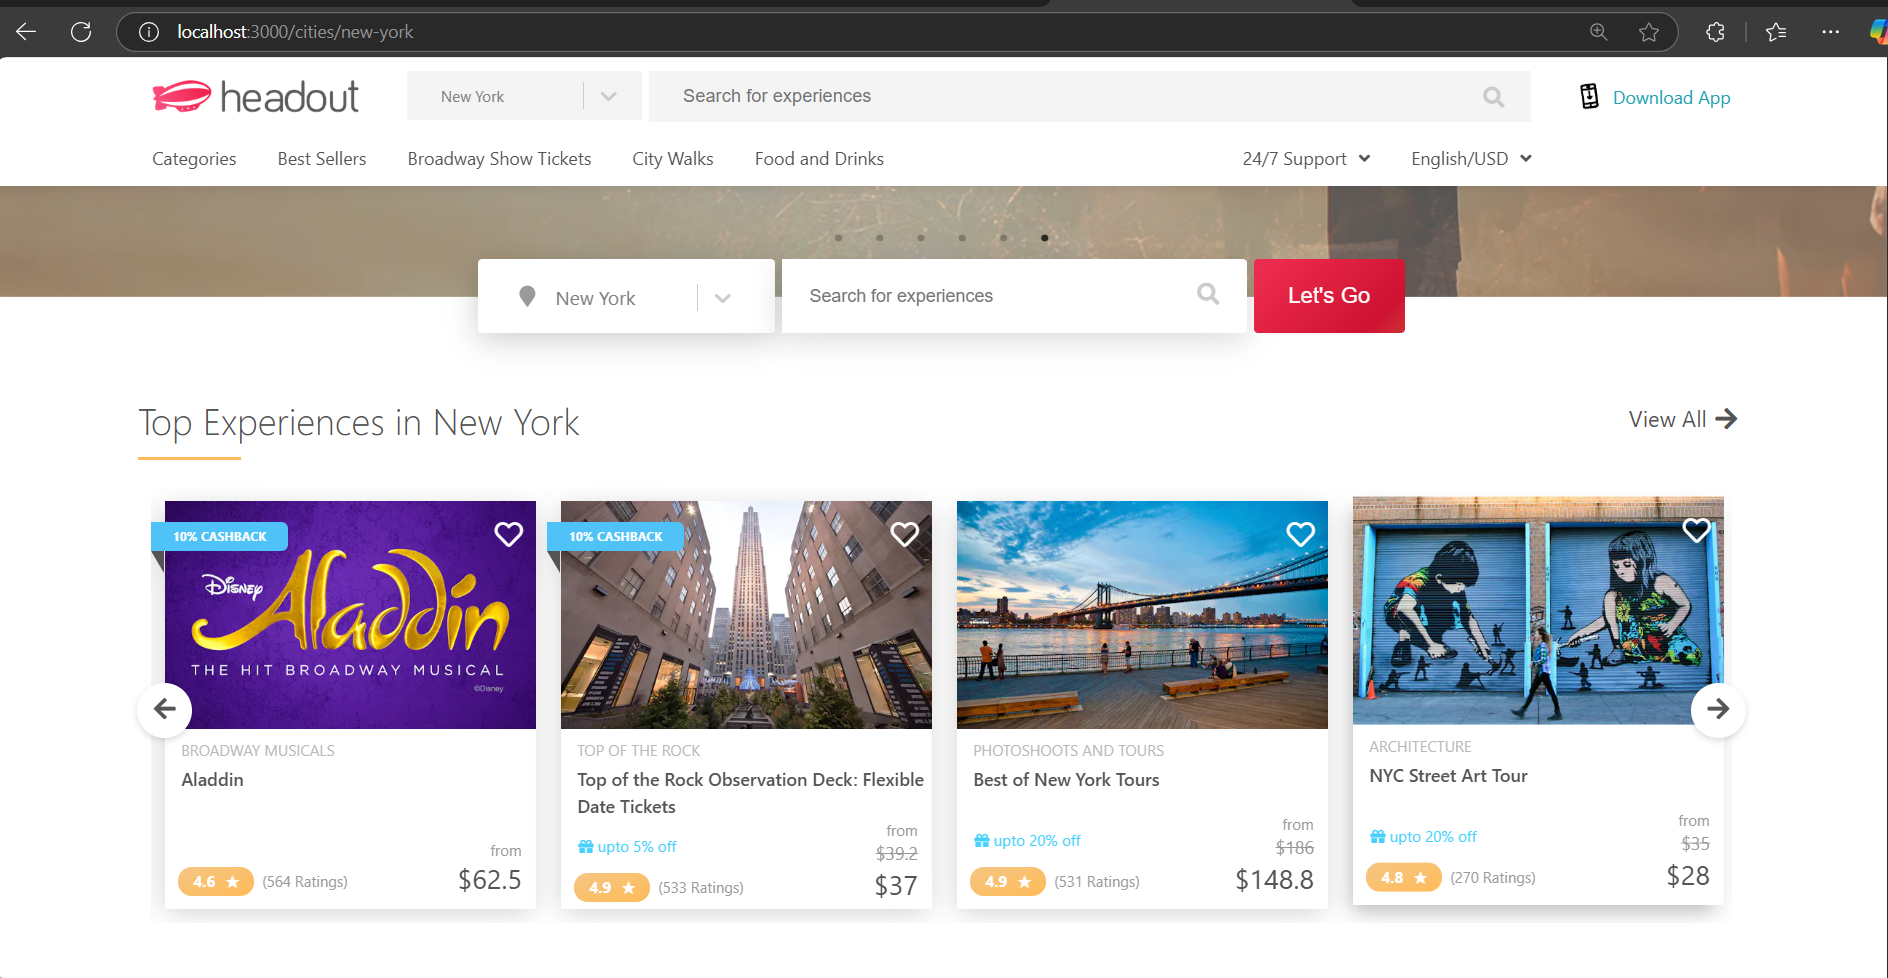 localhost:3000/cities/new-york
headout
New York
Search for experiences
Download App
Categories
Best Sellers
Broadway Show Tickets
City Walks
Food and Drinks
24/7 Support
English/USD
New York
Search for experiences
Let's Go
Top Experiences in New York
View All
10% CASHBACK
Disney
Aladdin
THE HIT BROADWAY MUSICAL
©Disney
BROADWAY MUSICALS
Aladdin
from
4.6 ★ (564 Ratings)
$62.5
10% CASHBACK
TOP OF THE ROCK
Top of the Rock Observation Deck: Flexible
Date Tickets
from
upto 5% off
$39.2
4.9 ★ (533 Ratings)
$37
PHOTOSHOOTS AND TOURS
Best of New York Tours
from
upto 20% off
$186
4.9 ★ (531 Ratings)
$148.8
ARCHITECTURE
NYC Street Art Tour
from
upto 20% off
$35
4.8 ★ (270 Ratings)
$28